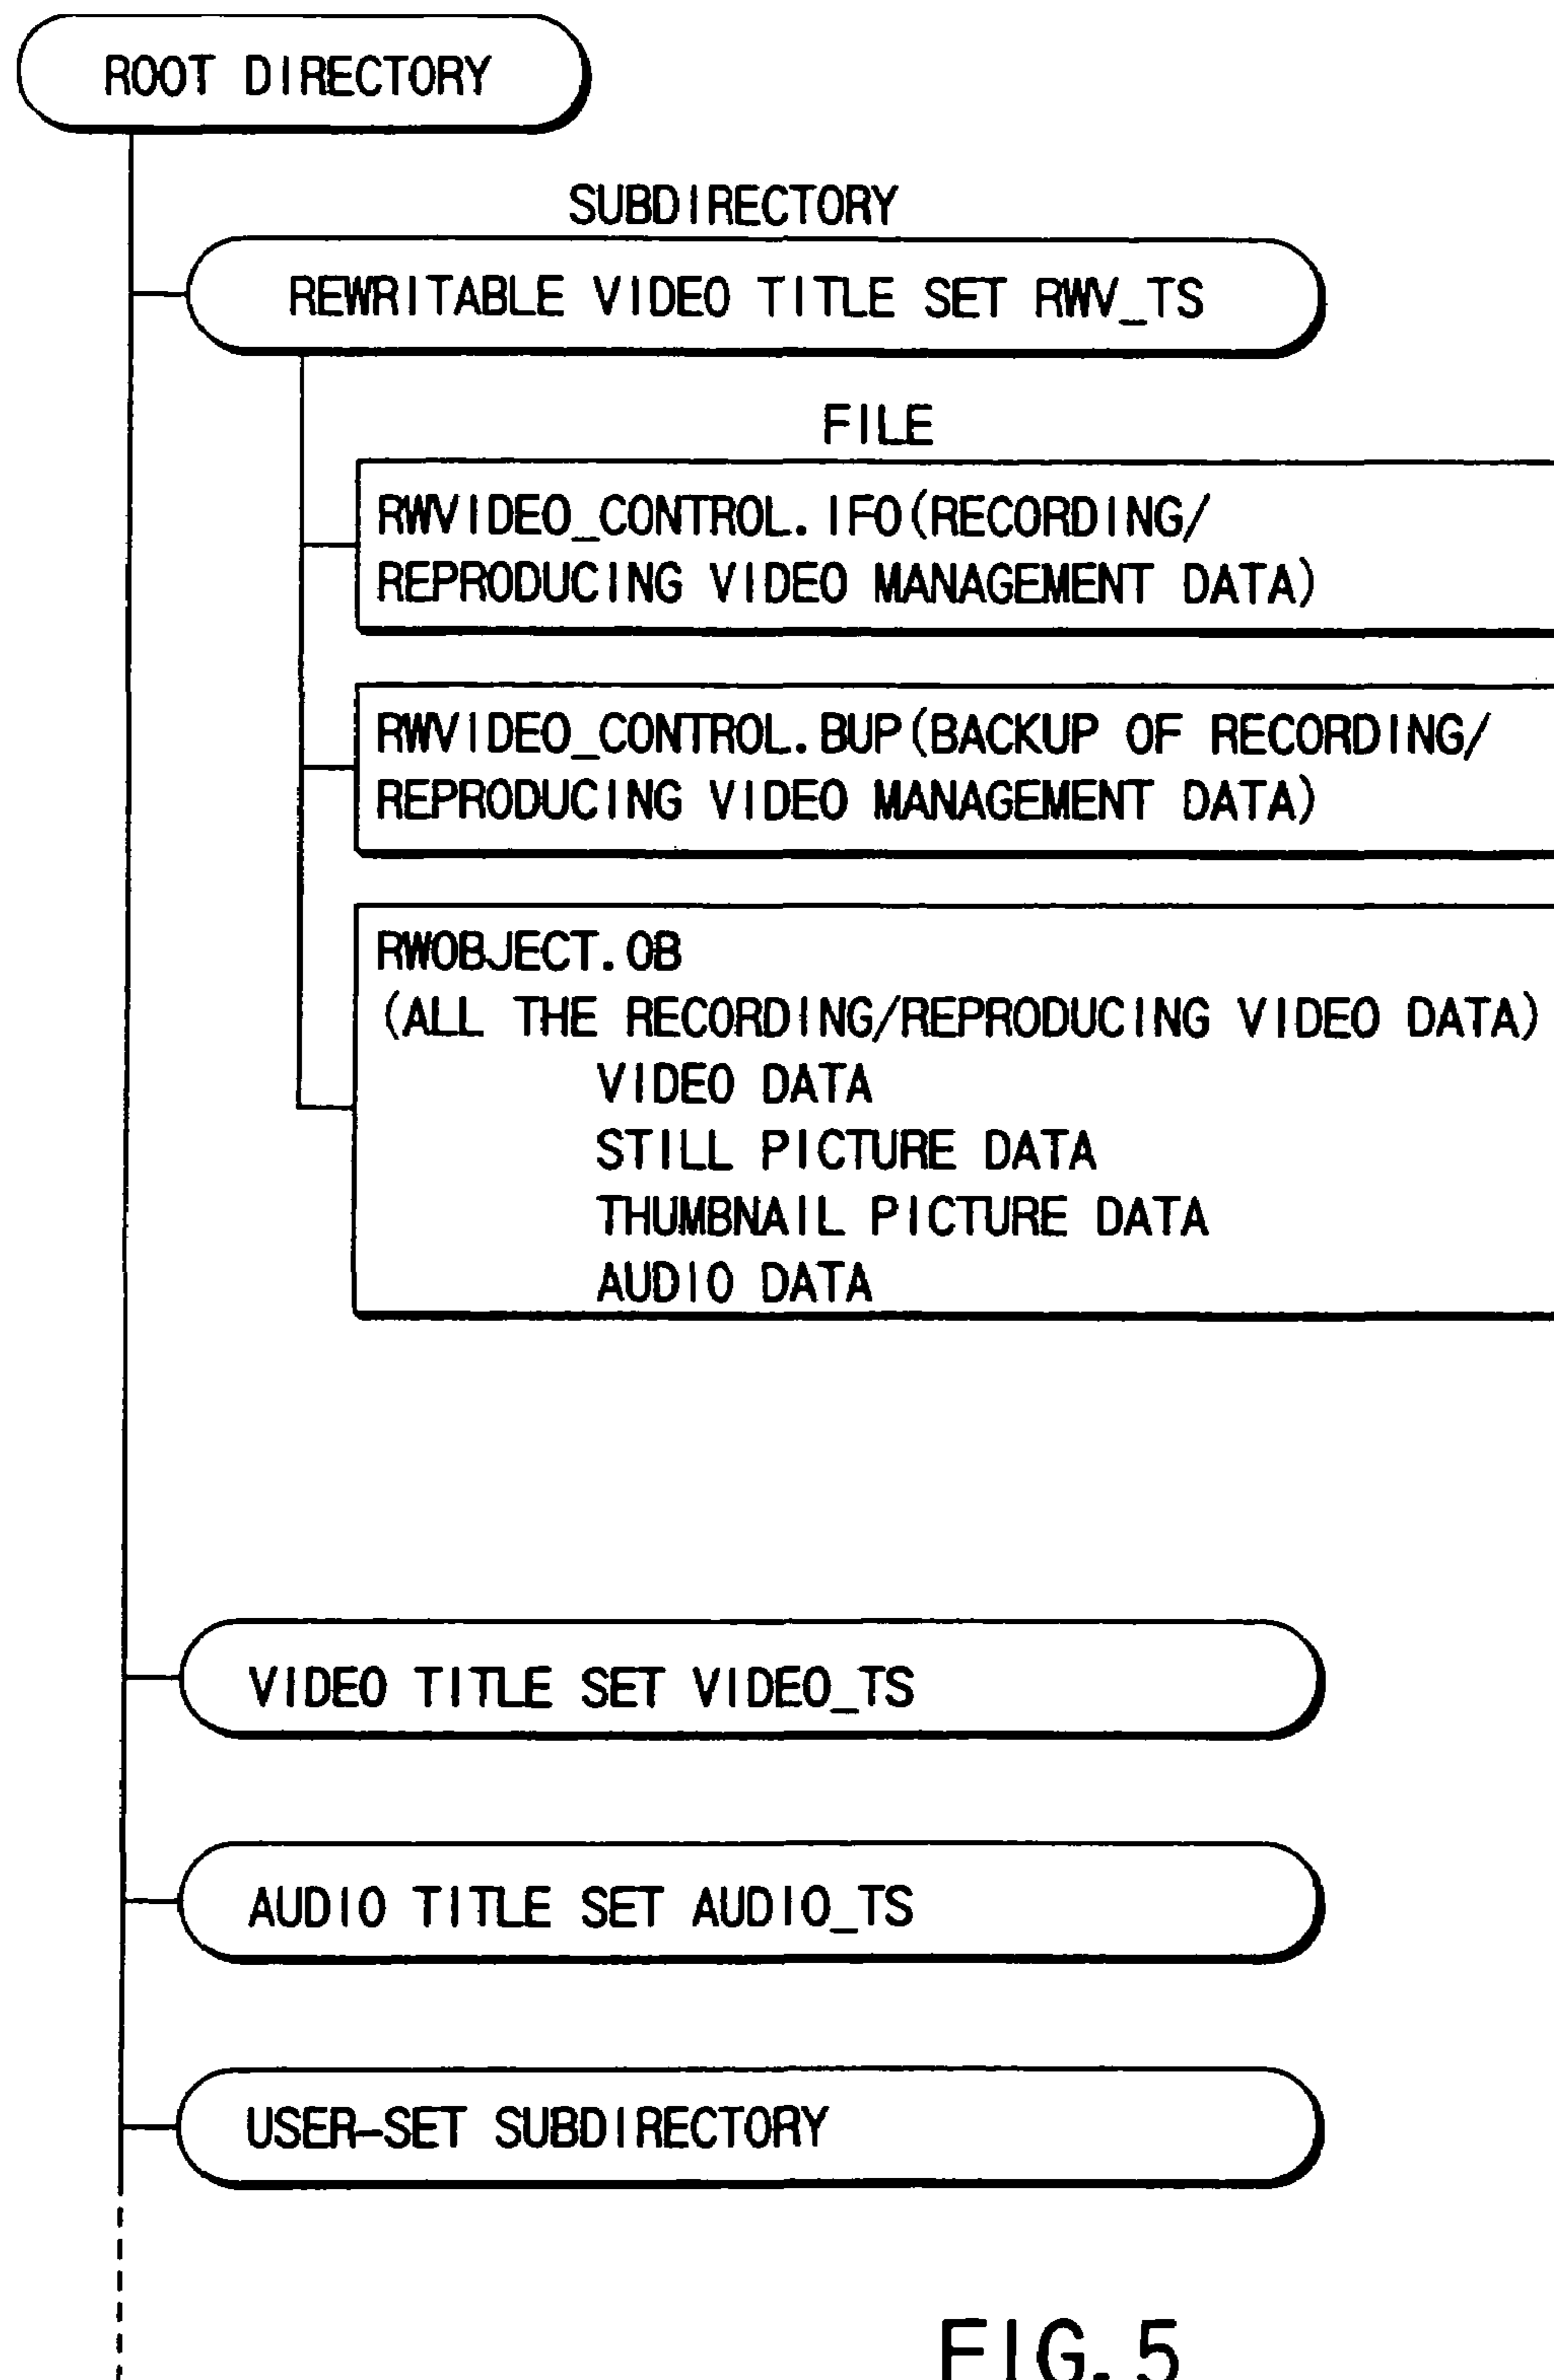 ROOT DIRECTORY
SUBDIRECTORY
REWRITABLE VIDEO TITLE SET RWV_TS
FILE
RWVIDEO_CONTROL.IFO(RECORDING/
REPRODUCING VIDEO MANAGEMENT DATA)
RWVIDEO_CONTROL.BUP(BACKUP OF RECORDING/
REPRODUCING VIDEO MANAGEMENT DATA)
RWOBJECT.OB
(ALL THE RECORDING/REPRODUCING VIDEO DATA)
VIDEO DATA
STILL PICTURE DATA
THUMBNAIL PICTURE DATA
AUDIO DATA
VIDEO TITLE SET VIDEO_TS
AUDIO TITLE SET AUDIO_TS
USER-SET SUBDIRECTORY
FIG.5